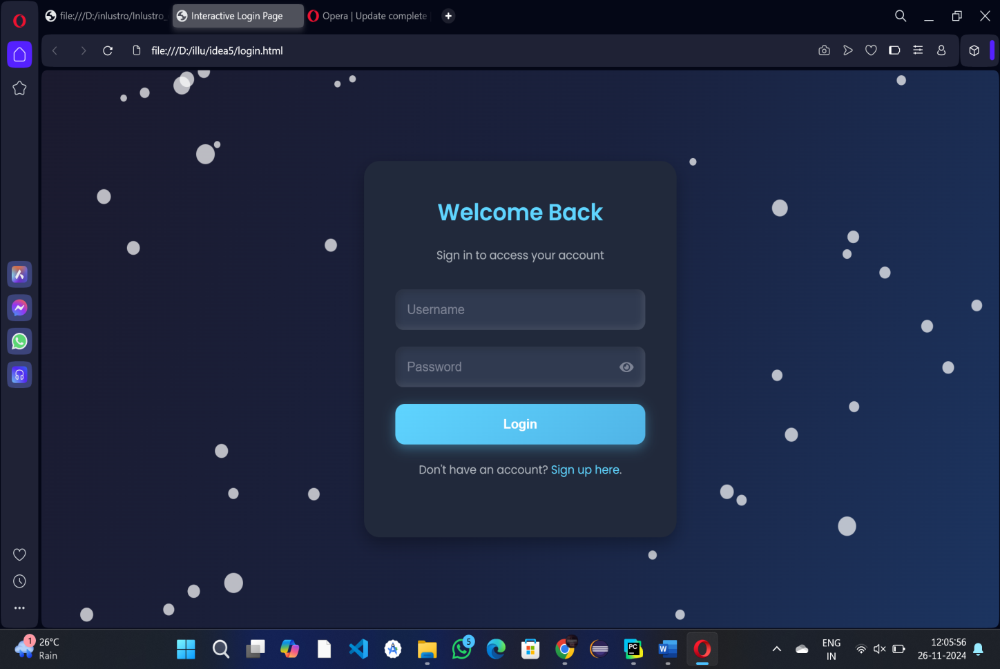 file:///D:/inlustro/Inlustro_
Interactive Login Page
Opera | Update complete
file:///D:/illu/idea5/login.html
Welcome Back
Sign in to access your account
Username
Password
Login
Don't have an account? Sign up here.
1
26°C
Rain
5
PC
W
ENG
IN
12:05:56
26-11-2024